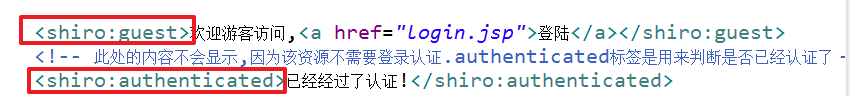 <shiro:guest>欢迎游客访问,<a href="login.jsp">登陆</a></shiro:guest>
<!-- 此处的内容不会显示,因为该资源不需要登录认证.authenticated标签是用来判断是否已经认证了 -
<shiro:authenticated>已经经过了认证!</shiro:authenticated>